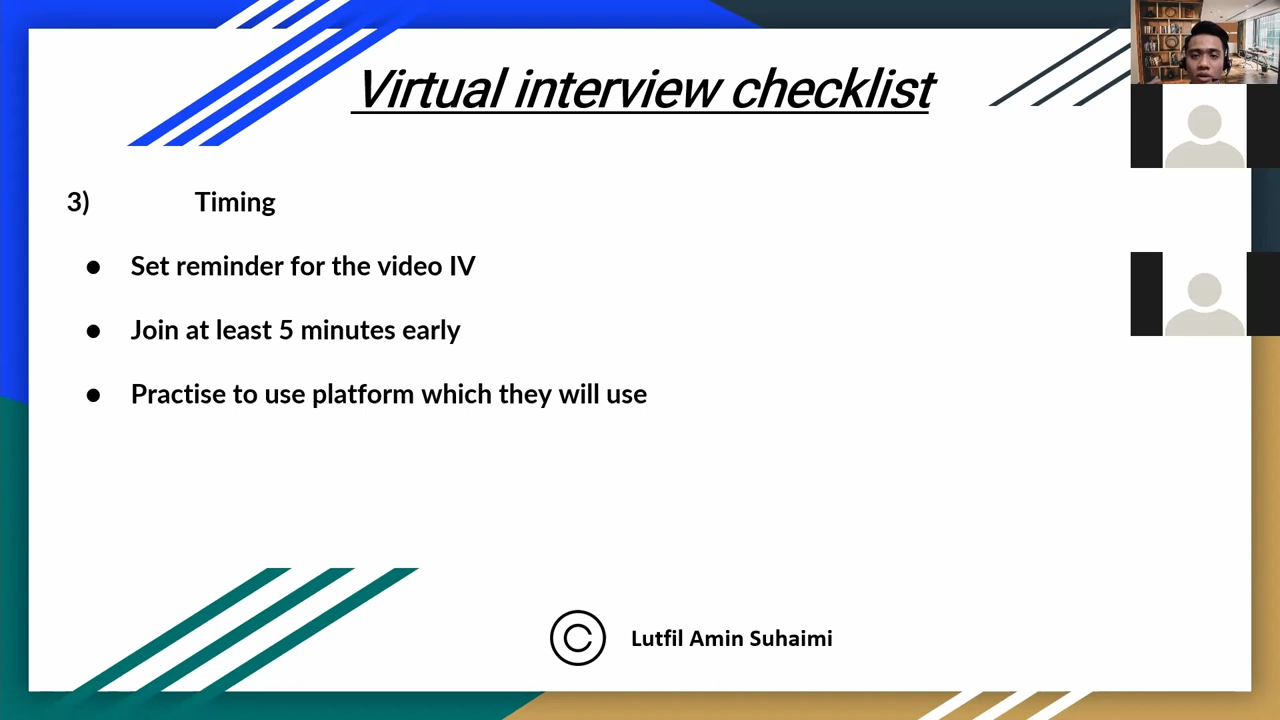 Virtual interview checklist
3) Timing
● Set reminder for the video IV
● Join at least 5 minutes early
● Practise to use platform which they will use
© Lutfil Amin Suhaimi